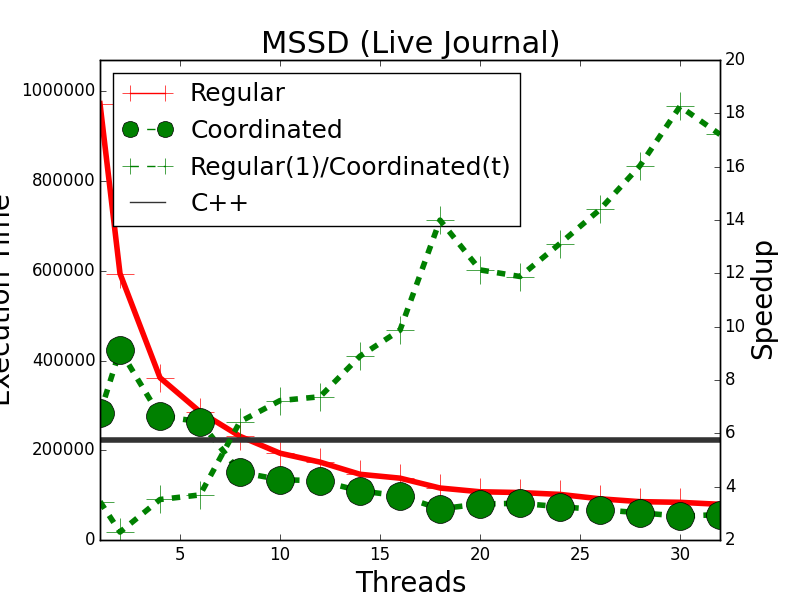 MSSD (Live Journal)
Regular
Coordinated
Regular(1)/Coordinated(t)
C++
1000000
800000
600000
400000
200000
0
Execution Time
20
18
16
14
12
10
8
6
4
2
Speedup
5
10
15
20
25
30
Threads